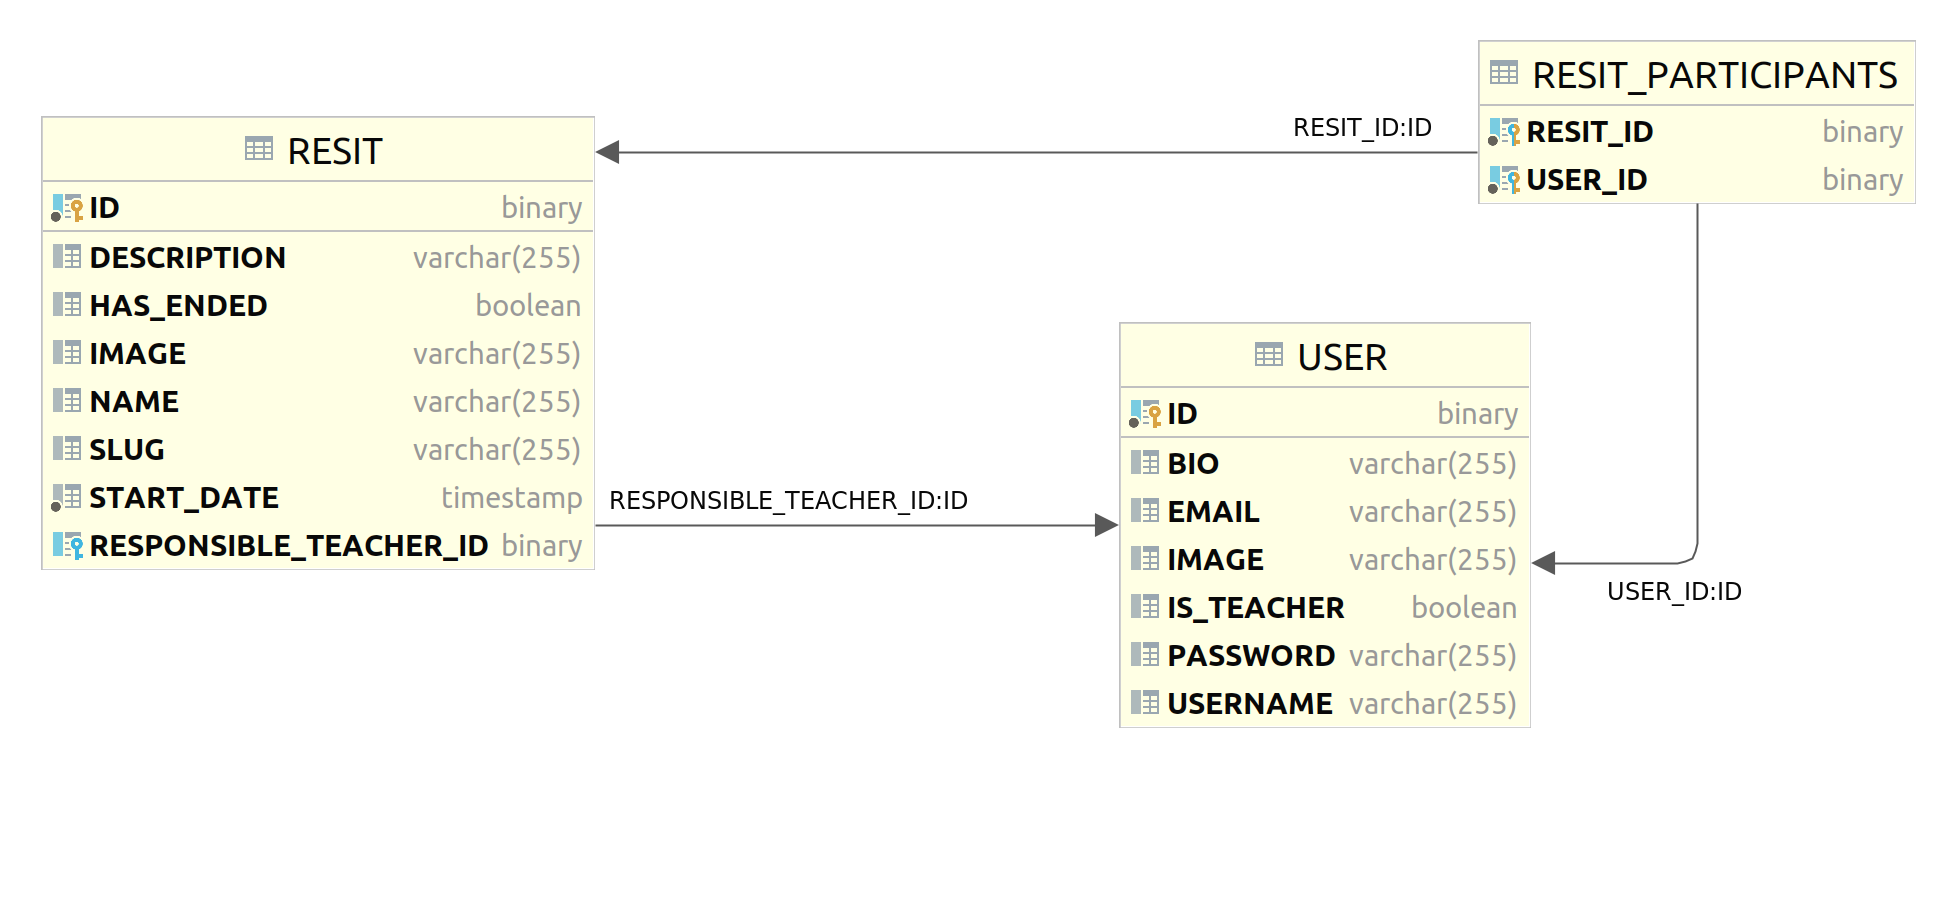 RESIT
ID binary
DESCRIPTION varchar(255)
HAS_ENDED boolean
IMAGE varchar(255)
NAME varchar(255)
SLUG varchar(255)
START_DATE timestamp
RESPONSIBLE_TEACHER_ID binary
RESIT_ID:ID
RESIT_PARTICIPANTS
RESIT_ID binary
USER_ID binary
RESPONSIBLE_TEACHER_ID:ID
USER
ID binary
BIO varchar(255)
EMAIL varchar(255)
IMAGE varchar(255)
IS_TEACHER boolean
PASSWORD varchar(255)
USERNAME varchar(255)
USER_ID:ID